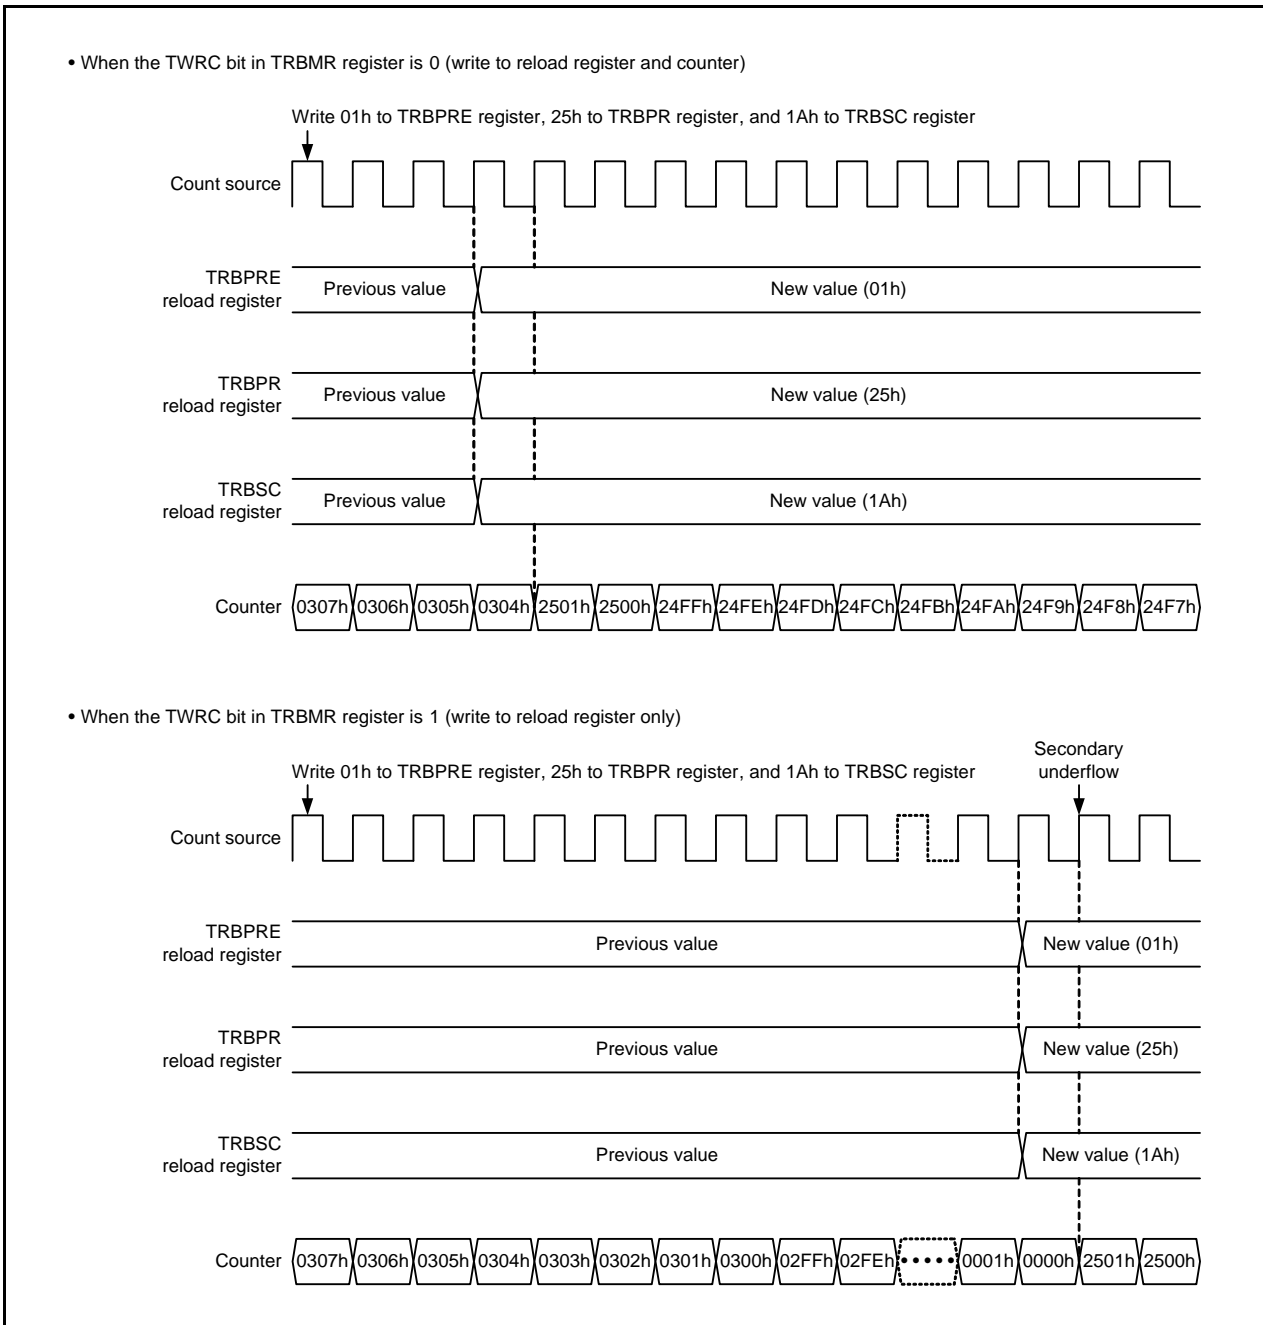 • When the TWRC bit in TRBMR register is 0 (write to reload register and counter)
Write 01h to TRBPRE register, 25h to TRBPR register, and 1Ah to TRBSC register
Count source
TRBPRE
reload register
Previous value
New value (01h)
TRBPR
reload register
Previous value
New value (25h)
TRBSC
reload register
Previous value
New value (1Ah)
Counter 0307h 0306h 0305h 0304h 2501h 2500h 24FFh 24FEh 24FDh 24FCh 24FBh 24FAh 24F9h 24F8h 24F7h
• When the TWRC bit in TRBMR register is 1 (write to reload register only)
Secondary
underflow
Write 01h to TRBPRE register, 25h to TRBPR register, and 1Ah to TRBSC register
Count source
TRBPRE
reload register
Previous value
New value (01h)
TRBPR
reload register
Previous value
New value (25h)
TRBSC
reload register
Previous value
New value (1Ah)
Counter 0307h 0306h 0305h 0304h 0303h 0302h 0301h 0300h 02FFh 02FEh ••••• 0001h 0000h 2501h 2500h